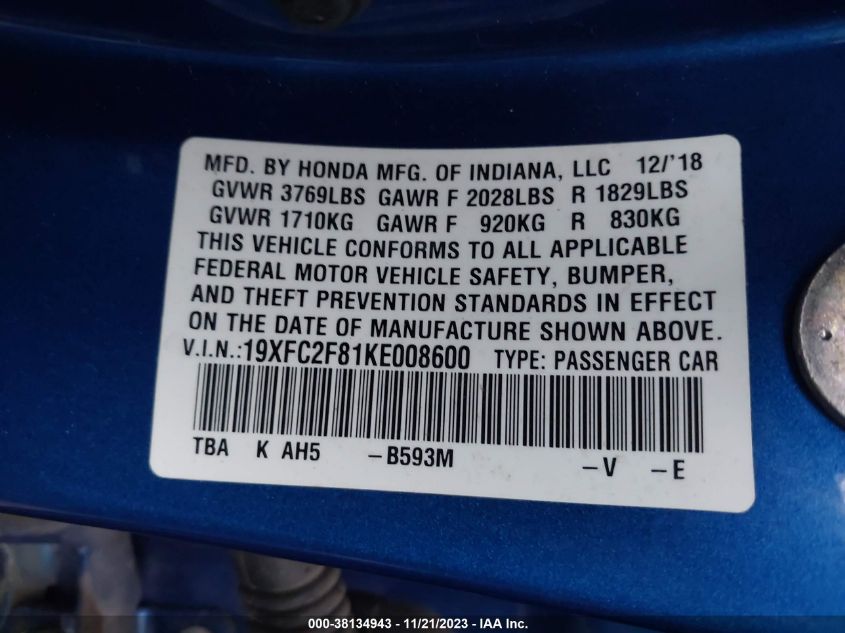 MFD. BY HONDA MFG. OF INDIANA, LLC 12/'18
GVWR 3769LBS GAWR F 2028LBS R 1829LBS
GVWR 1710KG GAWR F 920KG R 830KG
THIS VEHICLE CONFORMS TO ALL APPLICABLE
FEDERAL MOTOR VEHICLE SAFETY, BUMPER,
AND THEFT PREVENTION STANDARDS IN EFFECT
ON THE DATE OF MANUFACTURE SHOWN ABOVE.
V.I.N.:19XFC2F81KE008600 TYPE: PASSENGER CAR
TBA K AH5 -B593M -V -E
000-38134943 - 11/21/2023 - IAA Inc.